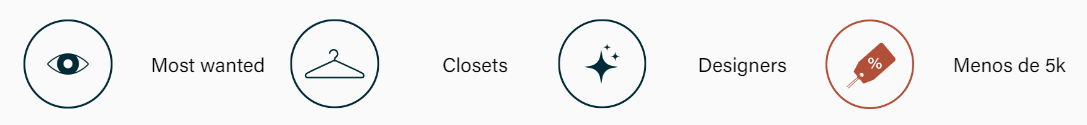 Most wanted
Closets
Designers
%
Menos de 5k